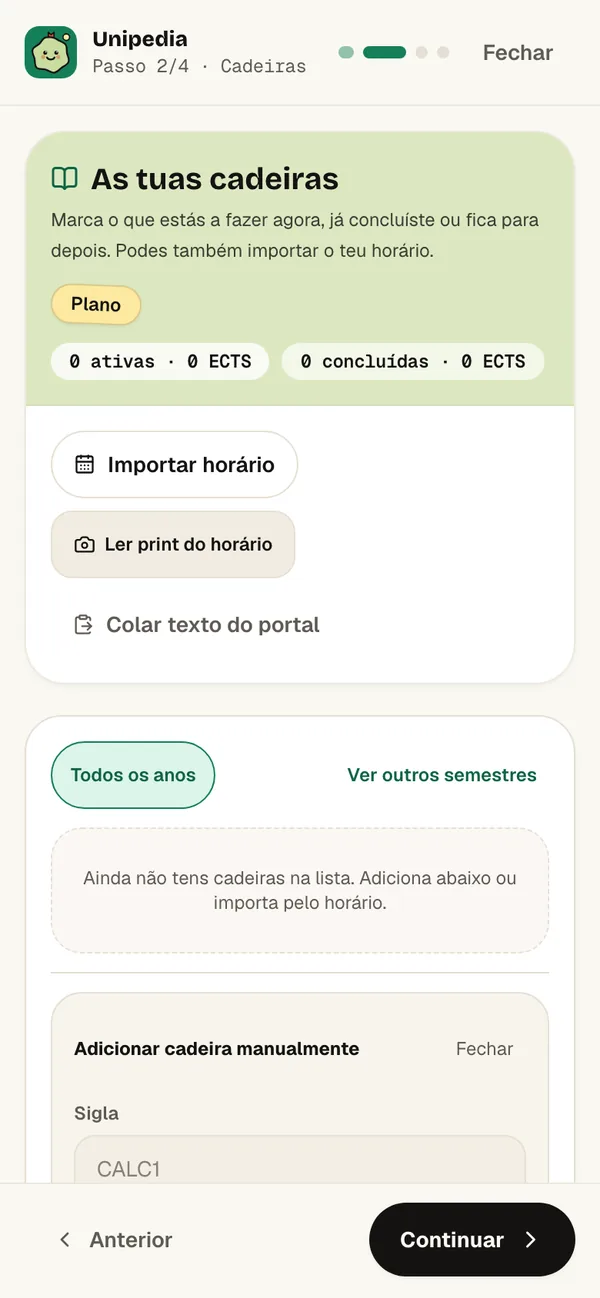 Unipedia
Passo 2/4 · Cadeiras
Fechar
As tuas cadeiras
Marca o que estás a fazer agora, já concluíste ou fica para
depois. Podes também importar o teu horário.
Plano
0 ativas · 0 ECTS
0 concluídas · 0 ECTS
Importar horário
Ler print do horário
Colar texto do portal
Todos os anos
Ver outros semestres
Ainda não tens cadeiras na lista. Adiciona abaixo ou
importa pelo horário.
Adicionar cadeira manualmente
Fechar
Sigla
CALC1
Anterior
Continuar